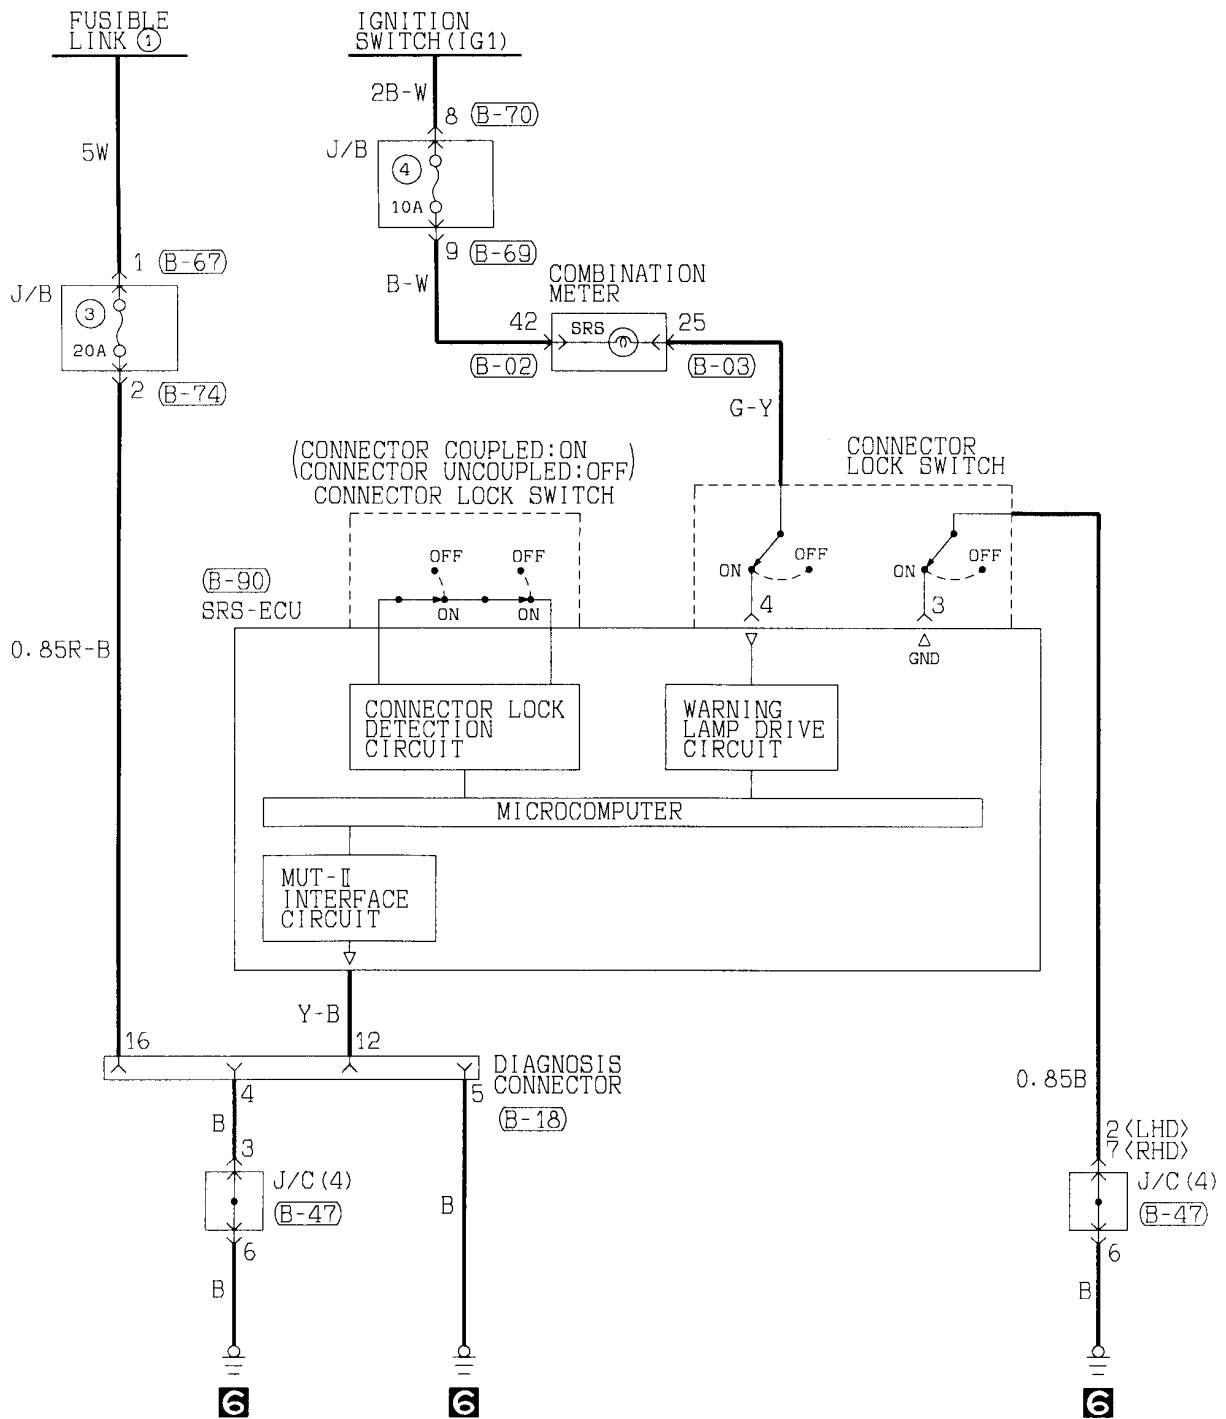 FUSIBLE
LINK ①
IGNITION
SWITCH(IG1)
2B-W
8 (B-70)
5W
J/B
④
10A
1 (B-67)
9 (B-69)
B-W
COMBINATION
METER
J/B
③
20A
42
SRS
25
(B-02)
(B-03)
2 (B-74)
G-Y
(CONNECTOR COUPLED:ON
CONNECTOR UNCOUPLED:OFF)
CONNECTOR LOCK SWITCH
CONNECTOR
LOCK SWITCH
OFF
OFF
ON
ON
ON
OFF
ON
OFF
(B-90)
SRS-ECU
4
3
GND
0.85R-B
CONNECTOR LOCK
DETECTION
CIRCUIT
WARNING
LAMP DRIVE
CIRCUIT
MICROCOMPUTER
MUT-Ⅱ
INTERFACE
CIRCUIT
Y-B
16
12
DIAGNOSIS
CONNECTOR
(B-18)
4
5
0.85B
B
3
2<LHD>
7<RHD>
J/C(4)
(B-47)
B
J/C(4)
(B-47)
6
6
B
B
6
6
6